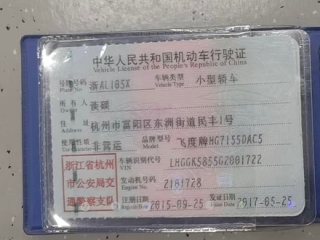 中华人民共和国机动车行驶证
Vehicle License of the People's Republic of China
号牌号码 浙AL185X 车辆类型 小型轿车
Plate No. Vehicle Type
所有人
Owner
住址 杭州市富阳区东洲街道民丰1号
使用性质 非营运 品牌型号 飞度牌HG7155DAC5
浙江省杭州市公安局交通警察支队
车辆识别代号 LHGGK5855G2001722
VIN
发动机号码 2181728
Engine No.
注册日期 2015-09-25 发证日期 2017-05-25
Register Date Issue Date